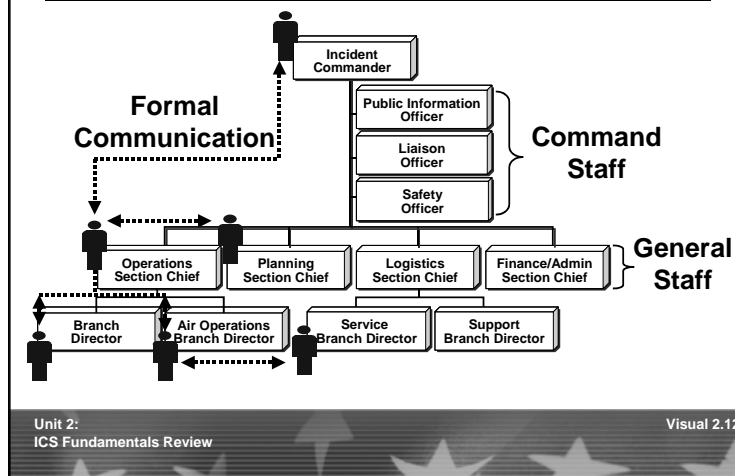 Incident
Commander
Formal
Communication
Public Information
Officer
Liaison
Officer
Safety
Officer
Command
Staff
Operations
Section Chief
Planning
Section Chief
Logistics
Section Chief
Finance/Admin
Section Chief
General
Staff
Branch
Director
Air Operations
Branch Director
Service
Branch Director
Support
Branch Director
Unit 2:
ICS Fundamentals Review
Visual 2.12